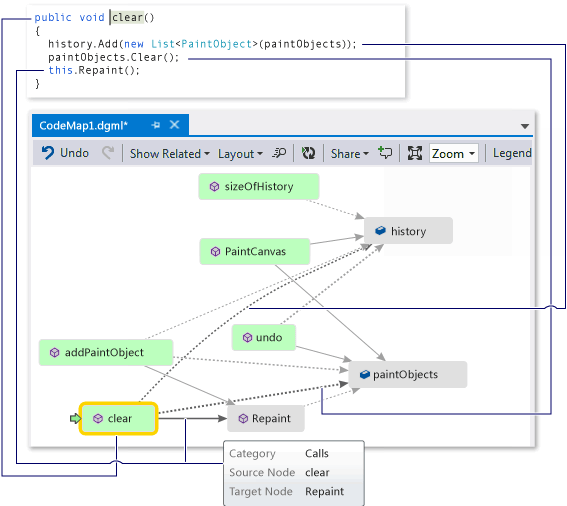 public void clear()
{
history.Add(new List<PaintObject>(paintObjects));
paintObjects.Clear();
this.Repaint();
}
CodeMap1.dgml*
Undo Show Related Layout Share Zoom Legend
sizeOfHistory
history
PaintCanvas
undo
addPaintObject
paintObjects
clear
Repaint
Category Calls
Source Node clear
Target Node Repaint